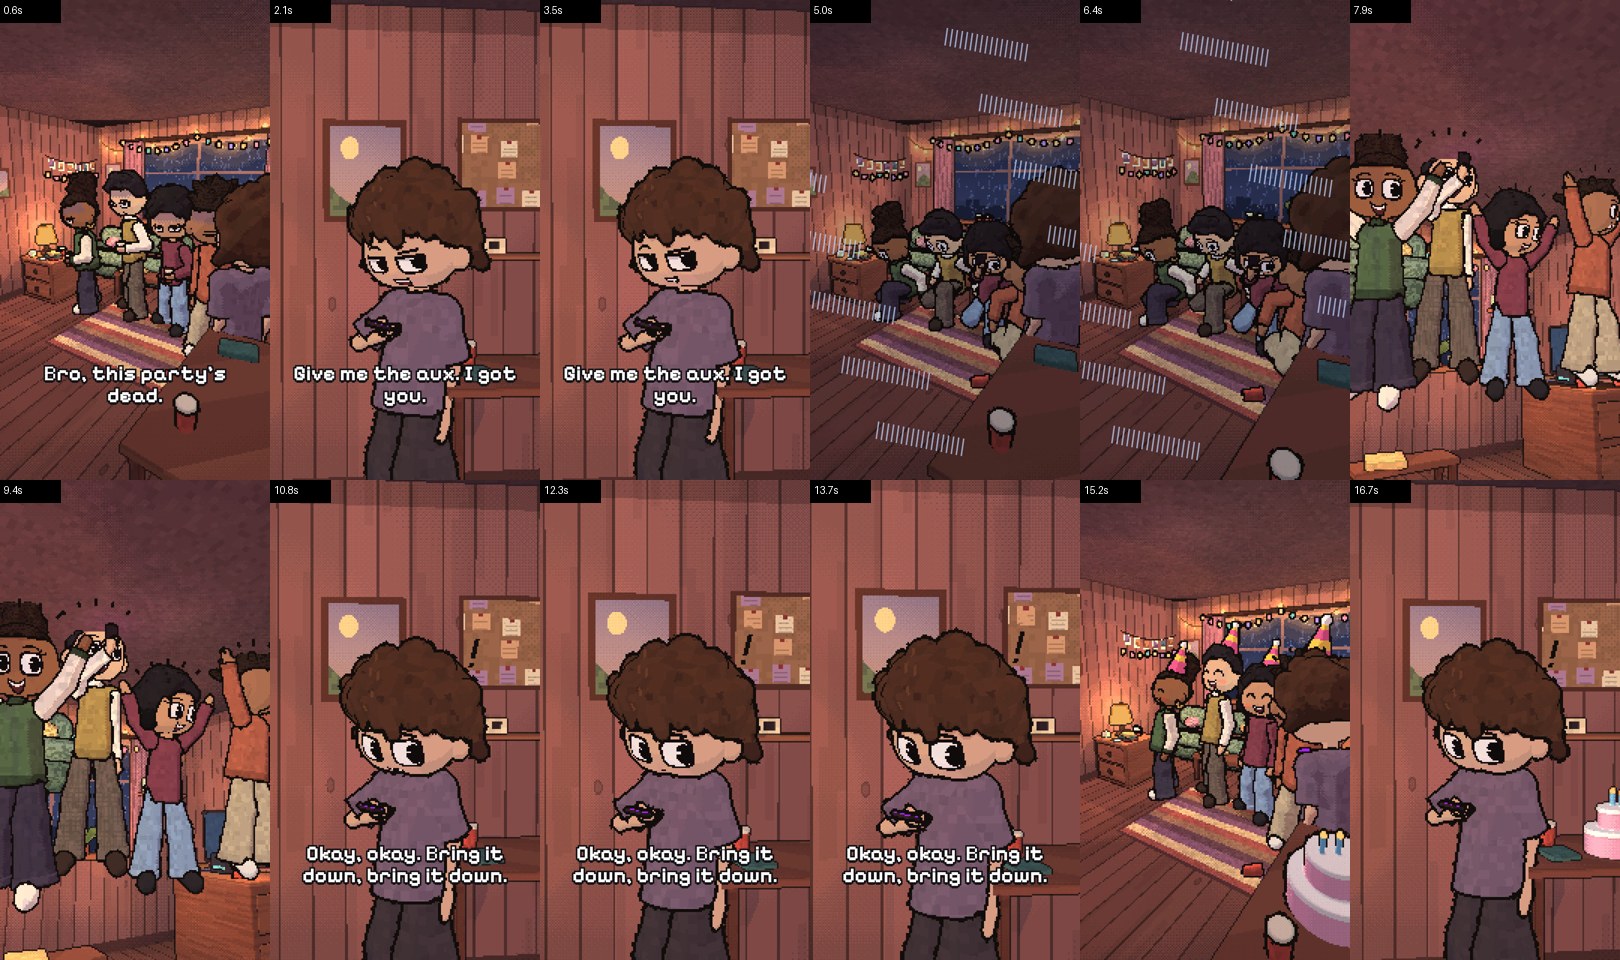 0.6s
2.1s
3.5s
5.0s
6.4s
7.9s
Bro, this party's
dead.
Give me the aux. I got
you.
Give me the aux. I got
you.
9.4s
10.8s
12.3s
13.7s
15.2s
16.7s
Okay, okay. Bring it
down, bring it down.
Okay, okay. Bring it
down, bring it down.
Okay, okay. Bring it
down, bring it down.